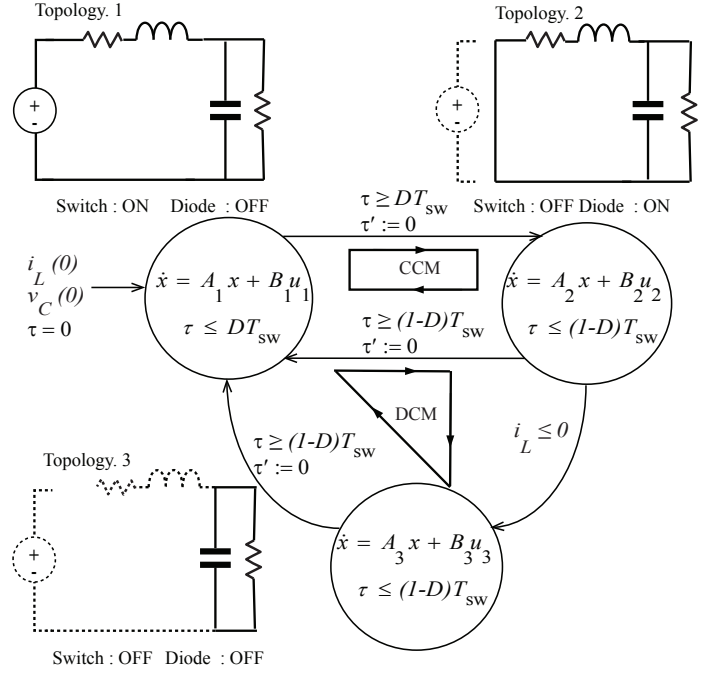 Topology. 1
+
-
Switch : ON Diode : OFF
Topology. 2
+
-
Switch : OFF Diode : ON
i_L (0)
v_C (0)
τ = 0
ẋ = A_1 x + B_1 u_1
τ ≤ DT_sw
τ ≥ DT_sw
τ′ := 0
CCM
τ ≥ (1-D)T_sw
τ′ := 0
ẋ = A_2 x + B_2 u_2
τ ≤ (1-D)T_sw
DCM
i_L ≤ 0
τ ≥ (1-D)T_sw
τ′ := 0
ẋ = A_3 x + B_3 u_3
τ ≤ (1-D)T_sw
Topology. 3
+
-
Switch : OFF Diode : OFF